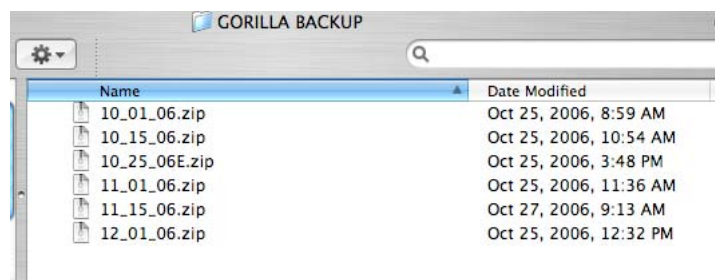 GORILLA BACKUP
Name Date Modified
10_01_06.zip Oct 25, 2006, 8:59 AM
10_15_06.zip Oct 25, 2006, 10:54 AM
10_25_06E.zip Oct 25, 2006, 3:48 PM
11_01_06.zip Oct 25, 2006, 11:36 AM
11_15_06.zip Oct 27, 2006, 9:13 AM
12_01_06.zip Oct 25, 2006, 12:32 PM